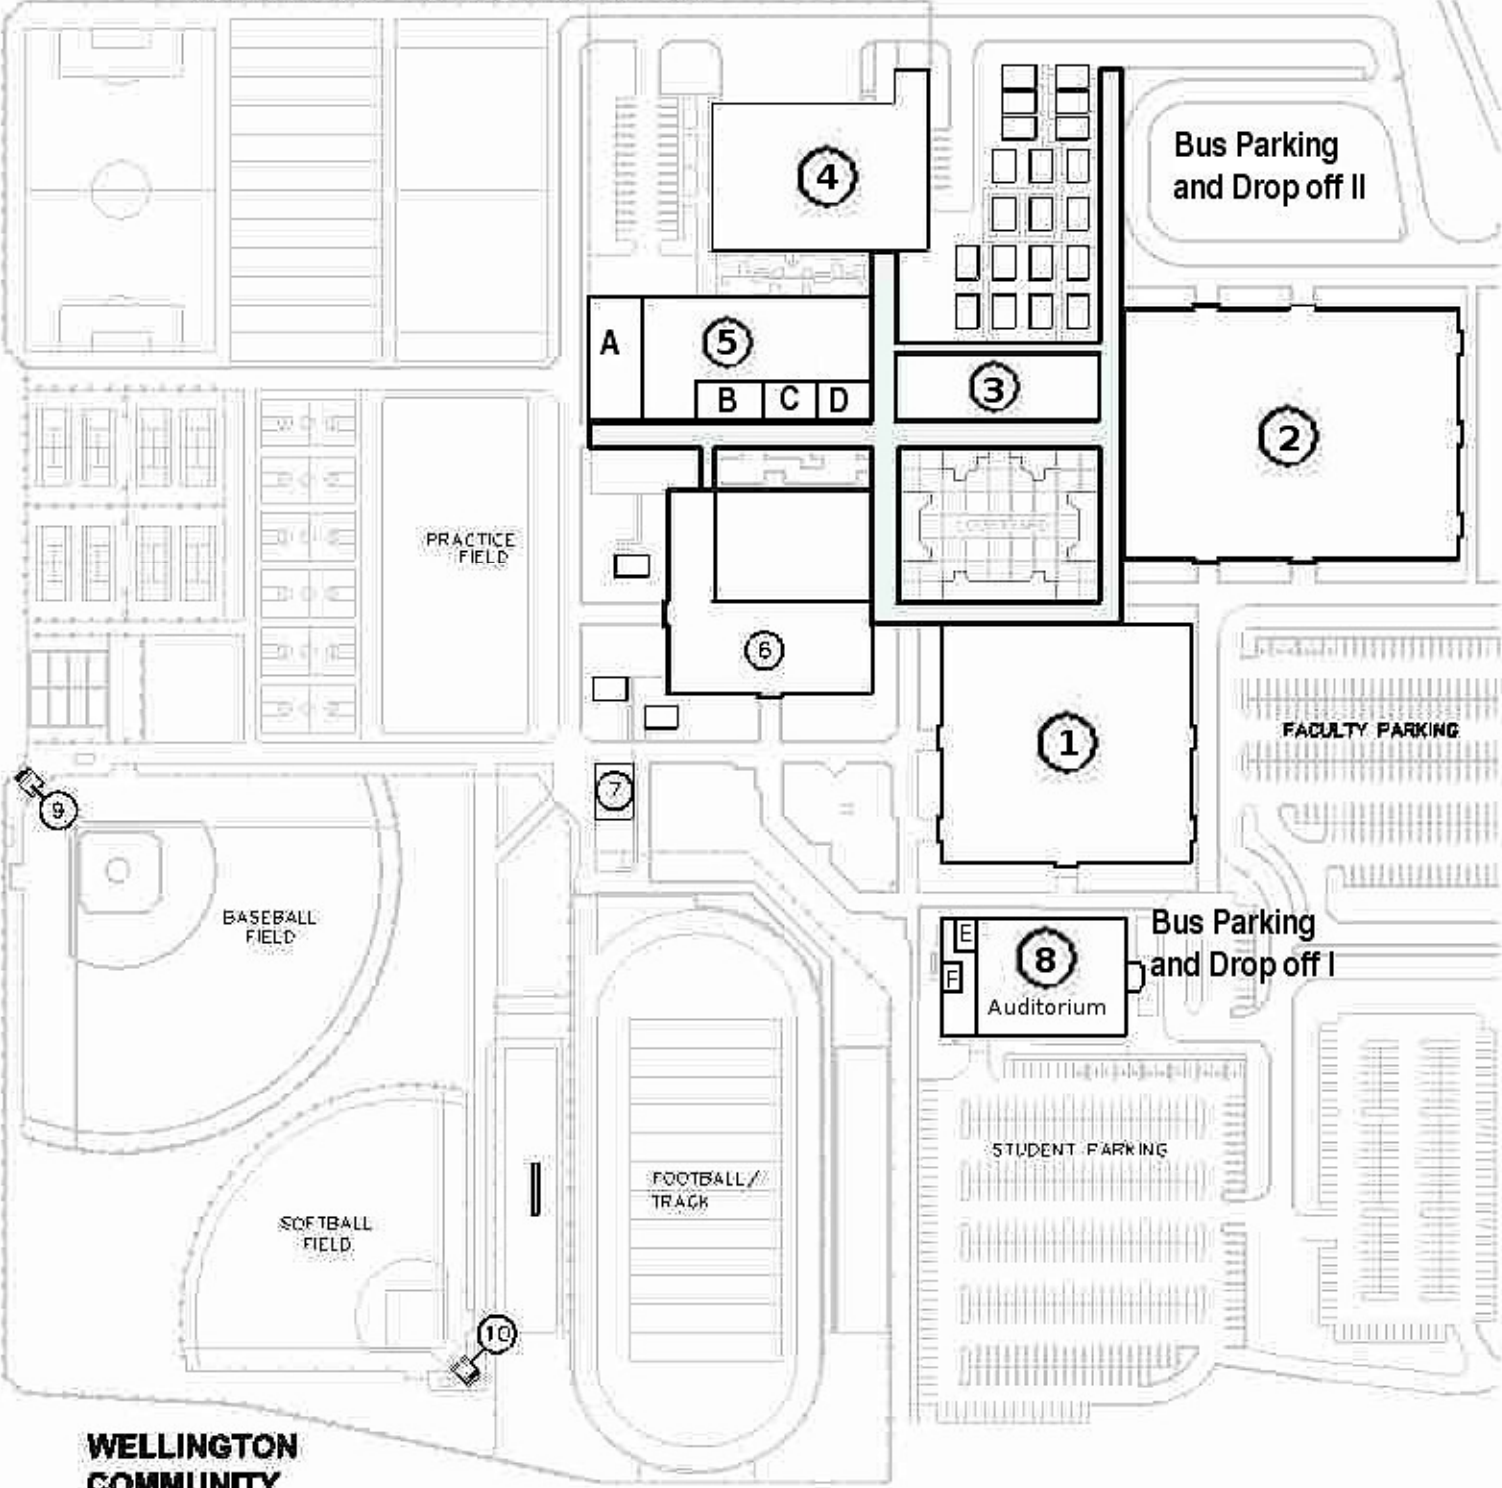 4
Bus Parking
and Drop off II
A
5
B
C
D
3
2
PRACTICE
FIELD
6
1
FACULTY PARKING
7
9
BASEBALL
FIELD
E
F
8
Auditorium
Bus Parking
and Drop off I
STUDENT PARKING
FOOTBALL/
TRACK
SOFTBALL
FIELD
10
WELLINGTON
COMMUNITY